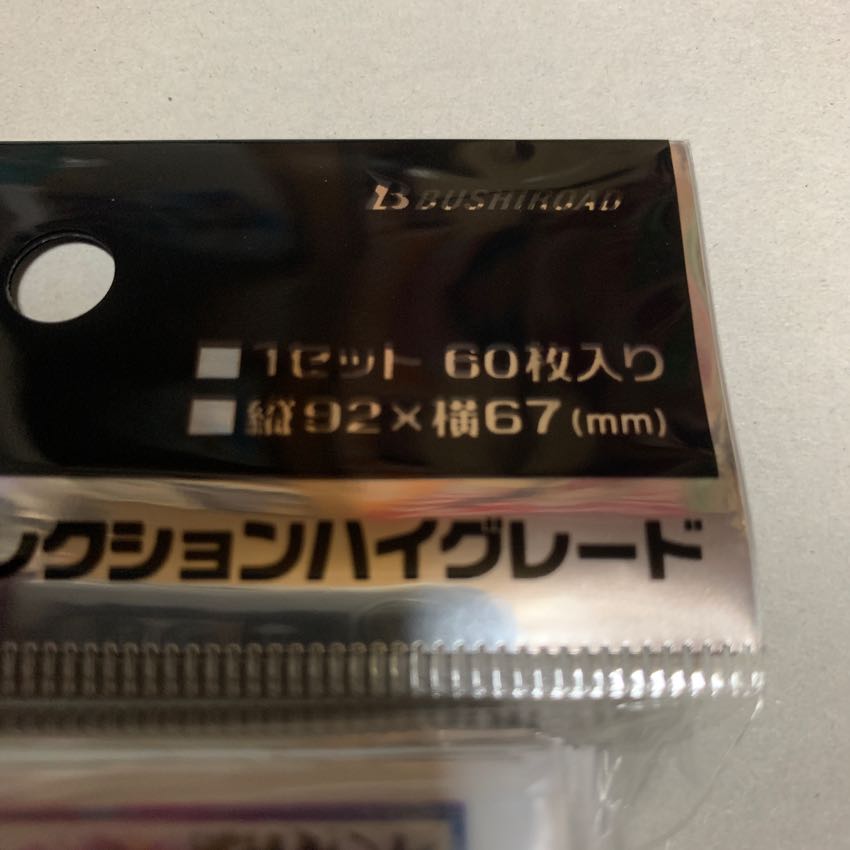 BUSHIROAD
■1セット 60枚入り
■縦92×横67(mm)
レクションハイグレード